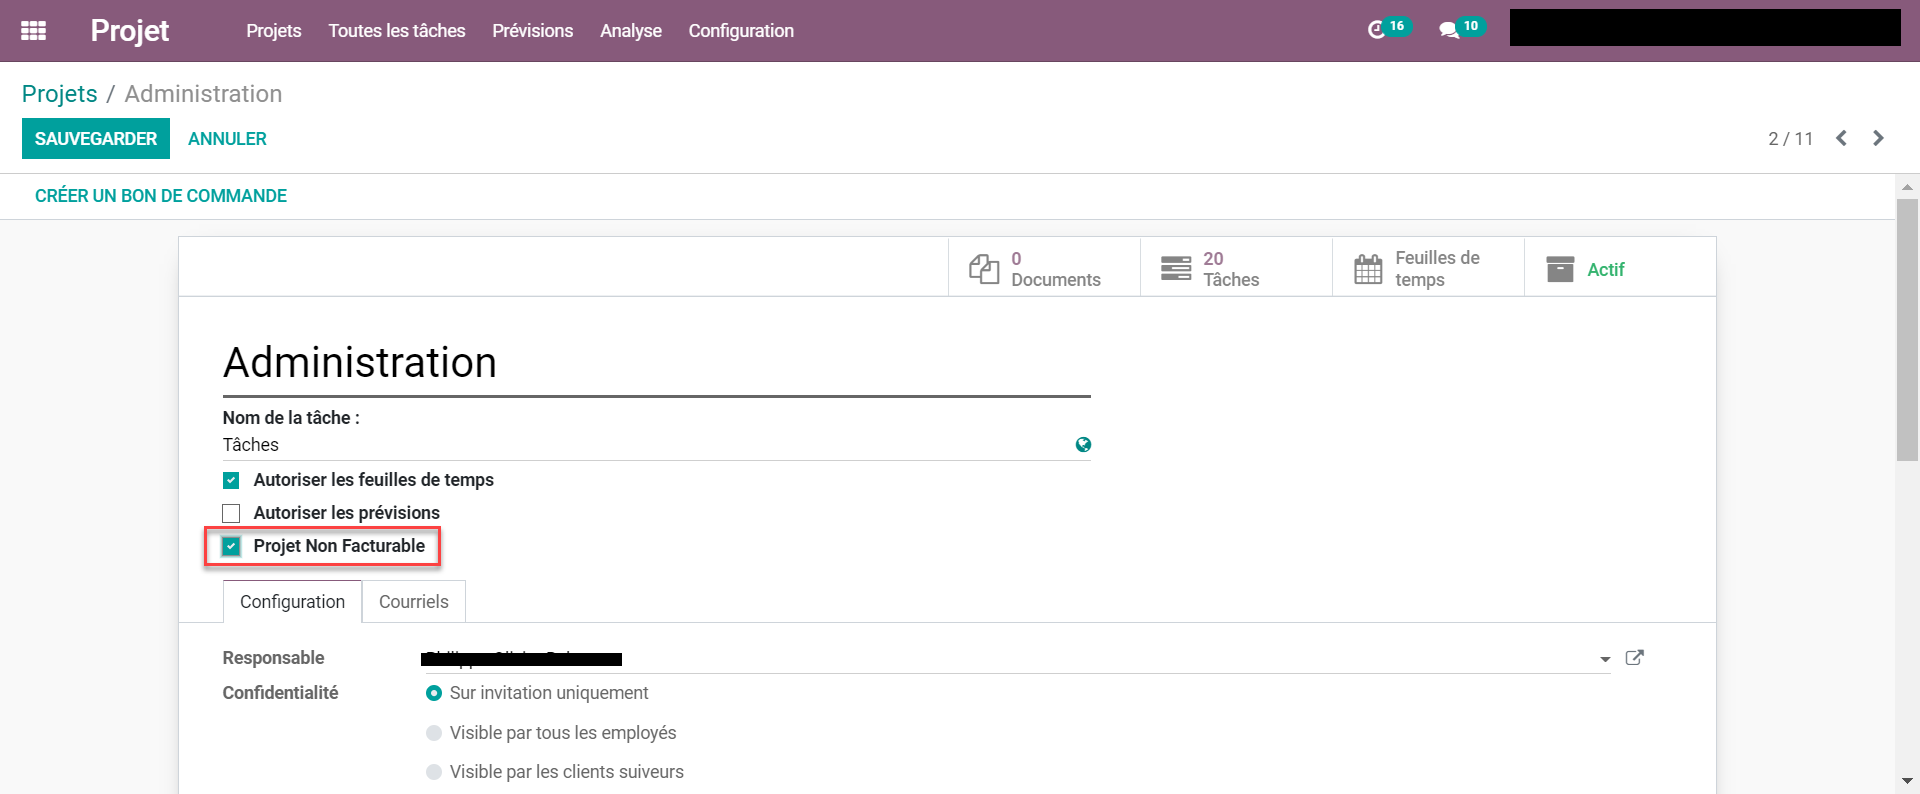 Projet Projets Toutes les tâches Prévisions Analyse Configuration 16 10
Projets / Administration
SAUVEGARDER ANNULER 2 / 11
CRÉER UN BON DE COMMANDE
0 Documents
20 Tâches
Feuilles de temps
Actif
Administration
Nom de la tâche :
Tâches
Autoriser les feuilles de temps
Autoriser les prévisions
Projet Non Facturable
Configuration Courriels
Responsable
Confidentialité Sur invitation uniquement
Visible par tous les employés
Visible par les clients suiveurs